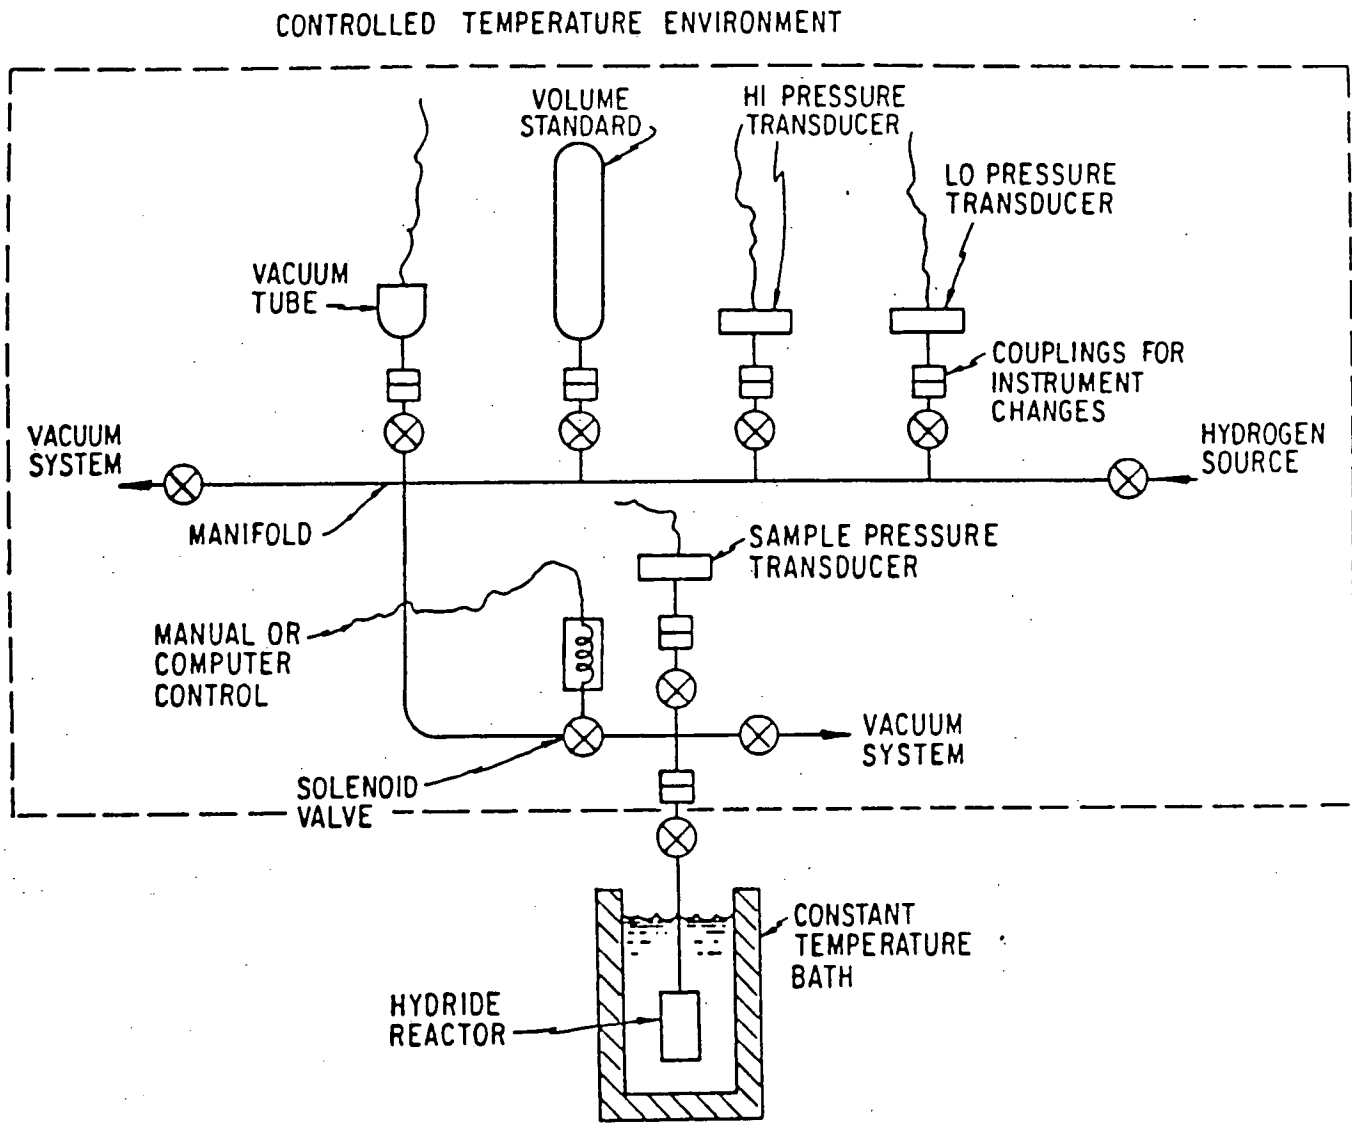 CONTROLLED TEMPERATURE ENVIRONMENT
VOLUME
STANDARD
HI PRESSURE
TRANSDUCER
LO PRESSURE
TRANSDUCER
VACUUM
TUBE
COUPLINGS FOR
INSTRUMENT
CHANGES
VACUUM
SYSTEM
HYDROGEN
SOURCE
MANIFOLD
SAMPLE PRESSURE
TRANSDUCER
MANUAL OR
COMPUTER
CONTROL
VACUUM
SYSTEM
SOLENOID
VALVE
CONSTANT
TEMPERATURE
BATH
HYDRIDE
REACTOR